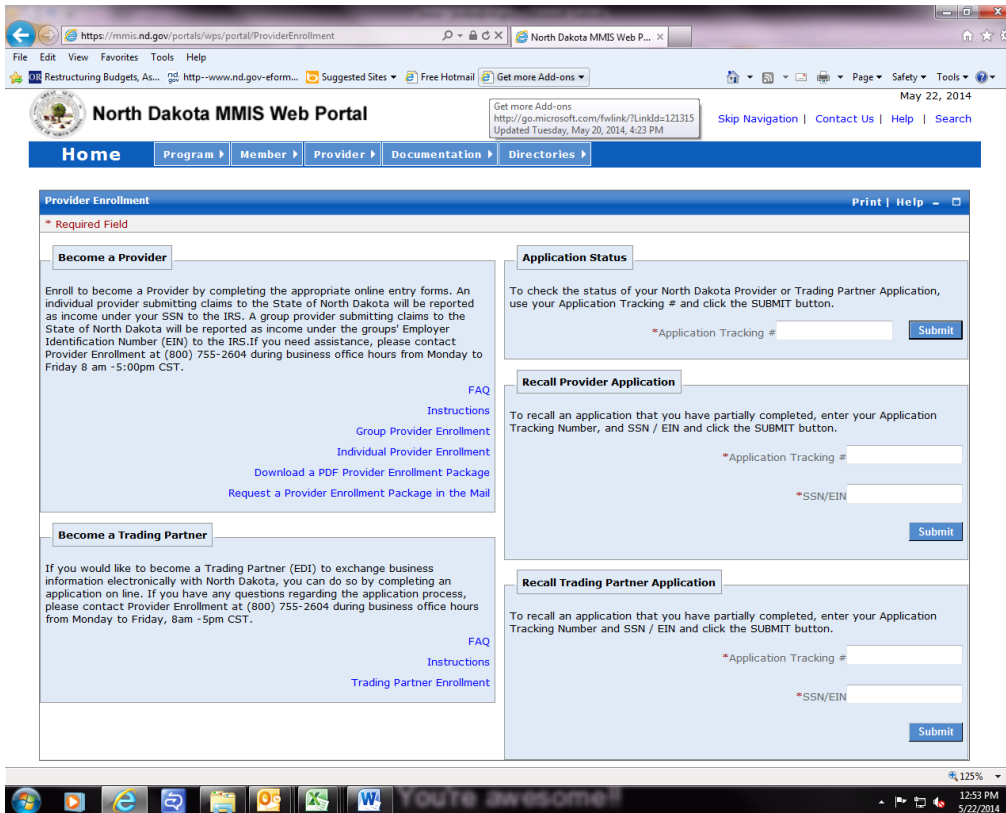 https://mmis.nd.gov/portals/wps/portal/ProviderEnrollment
North Dakota MMIS Web P...
File Edit View Favorites Tools Help
Restructuring Budgets, As... http--www.nd.gov-eform... Suggested Sites Free Hotmail Get more Add-ons Page Safety Tools
May 22, 2014
North Dakota MMIS Web Portal
Get more Add-ons
http://go.microsoft.com/fwlink/?LinkId=121315
Updated Tuesday, May 20, 2014, 4:23 PM
Skip Navigation | Contact Us | Help | Search
Home Program Member Provider Documentation Directories
Provider Enrollment Print | Help
* Required Field
Become a Provider
Enroll to become a Provider by completing the appropriate online entry forms. An
individual provider submitting claims to the State of North Dakota will be reported
as income under your SSN to the IRS. A group provider submitting claims to the
State of North Dakota will be reported as income under the groups' Employer
Identification Number (EIN) to the IRS.If you need assistance, please contact
Provider Enrollment at (800) 755-2604 during business office hours from Monday to
Friday 8 am -5:00pm CST.
FAQ
Instructions
Group Provider Enrollment
Individual Provider Enrollment
Download a PDF Provider Enrollment Package
Request a Provider Enrollment Package in the Mail
Become a Trading Partner
If you would like to become a Trading Partner (EDI) to exchange business
information electronically with North Dakota, you can do so by completing an
application on line. If you have any questions regarding the application process,
please contact Provider Enrollment at (800) 755-2604 during business office hours
from Monday to Friday, 8am -5pm CST.
FAQ
Instructions
Trading Partner Enrollment
Application Status
To check the status of your North Dakota Provider or Trading Partner Application,
use your Application Tracking # and click the SUBMIT button.
*Application Tracking # Submit
Recall Provider Application
To recall an application that you have partially completed, enter your Application
Tracking Number, and SSN / EIN and click the SUBMIT button.
*Application Tracking #
*SSN/EIN
Submit
Recall Trading Partner Application
To recall an application that you have partially completed, enter your Application
Tracking Number and SSN / EIN and click the SUBMIT button.
*Application Tracking #
*SSN/EIN
Submit
125%
You're awesome!!
12:53 PM
5/22/2014